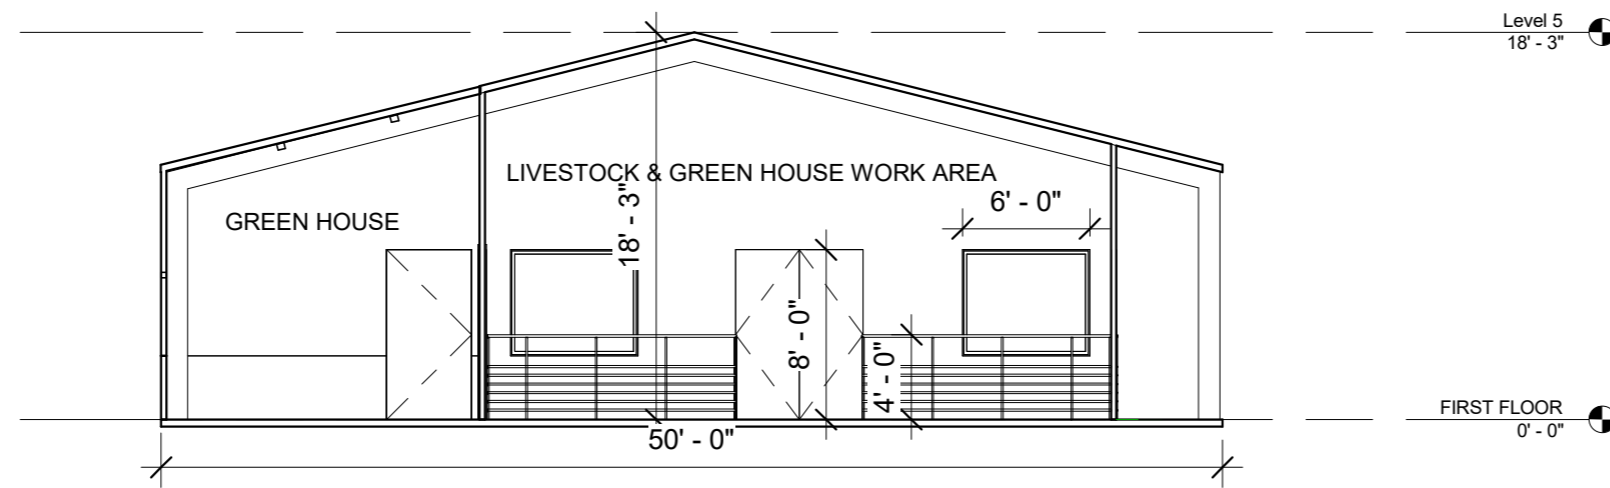 Level 5
18' - 3"
LIVESTOCK & GREEN HOUSE WORK AREA
6' - 0"
GREEN HOUSE
18' - 3"
8' - 0"
4' - 0"
FIRST FLOOR
0' - 0"
50' - 0"